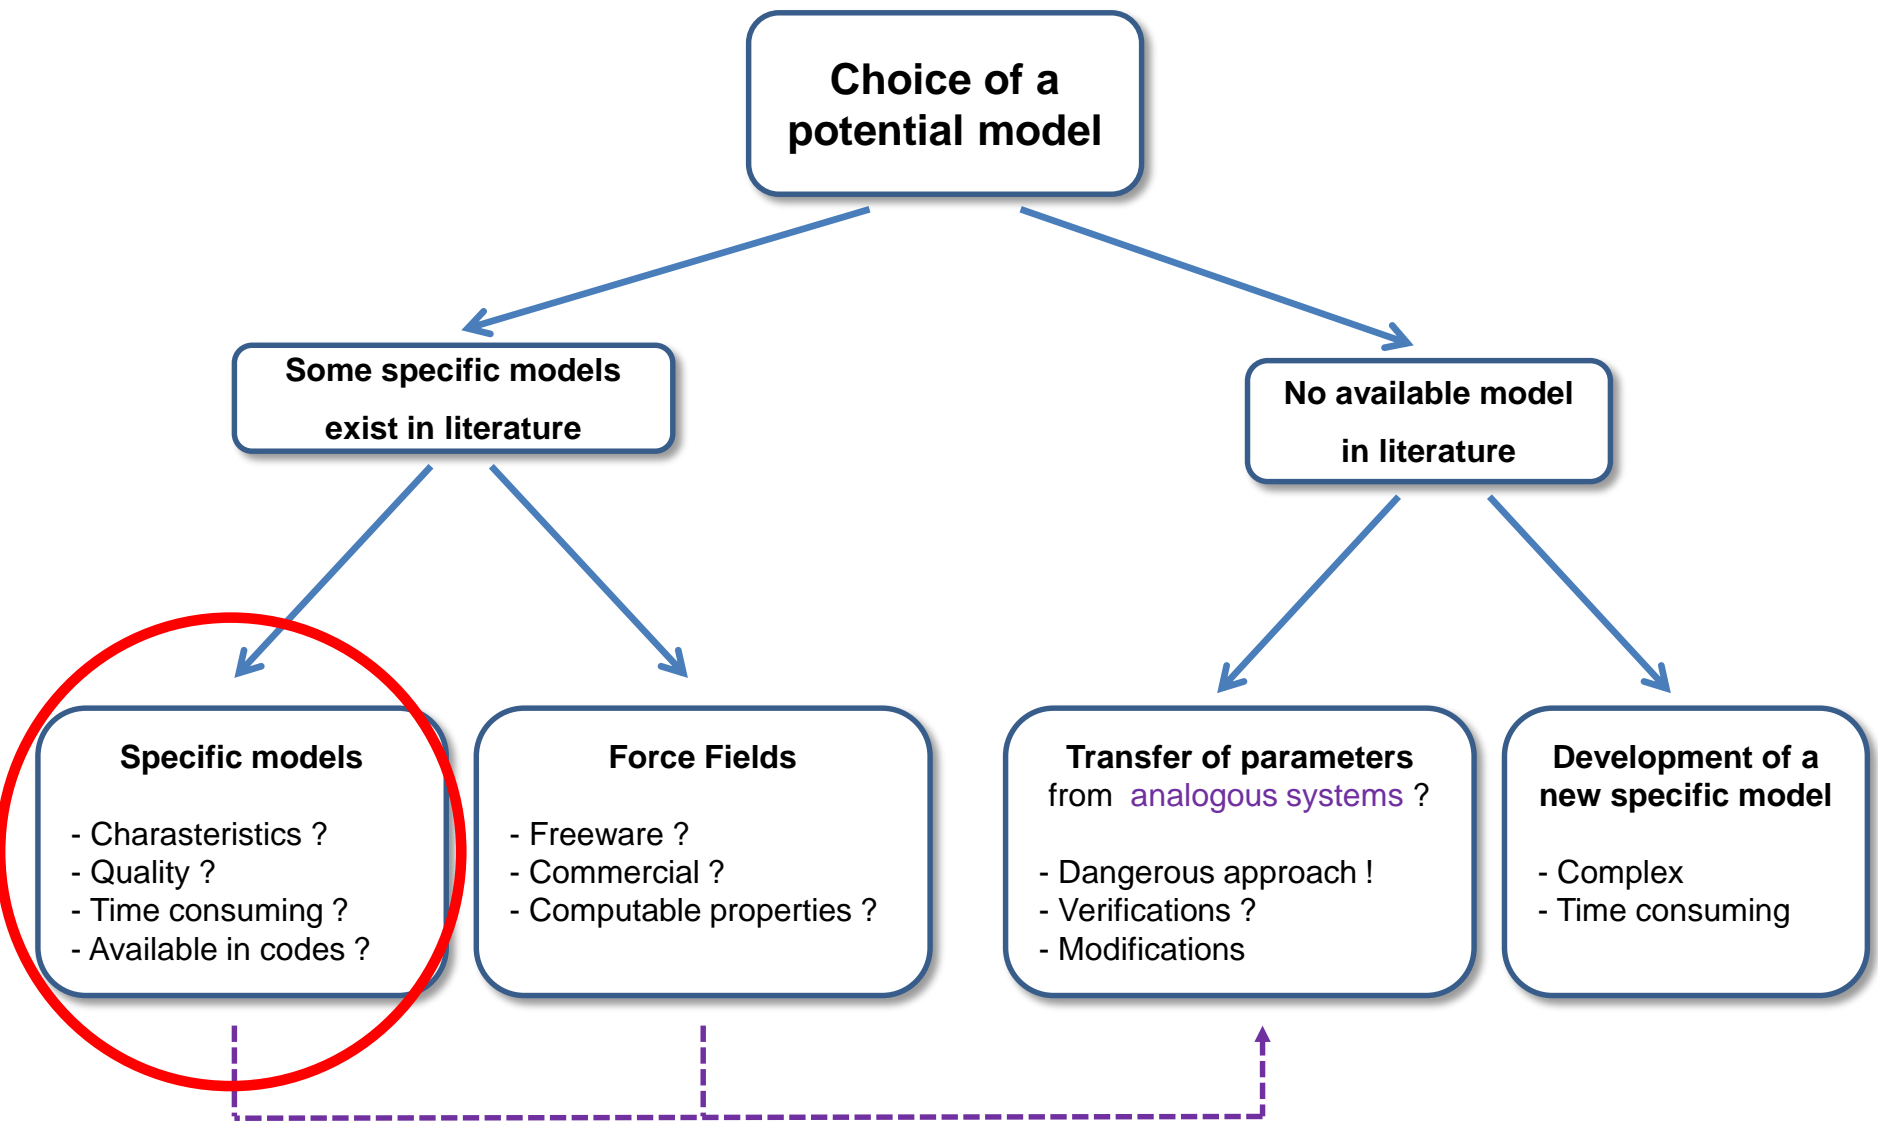 Choice of a
potential model
Some specific models
exist in literature
No available model
in literature
Specific models
- Charasteristics ?
- Quality ?
- Time consuming ?
- Available in codes ?
Force Fields
- Freeware ?
- Commercial ?
- Computable properties ?
Transfer of parameters
from analogous systems ?
- Dangerous approach !
- Verifications ?
- Modifications
Development of a
new specific model
- Complex
- Time consuming